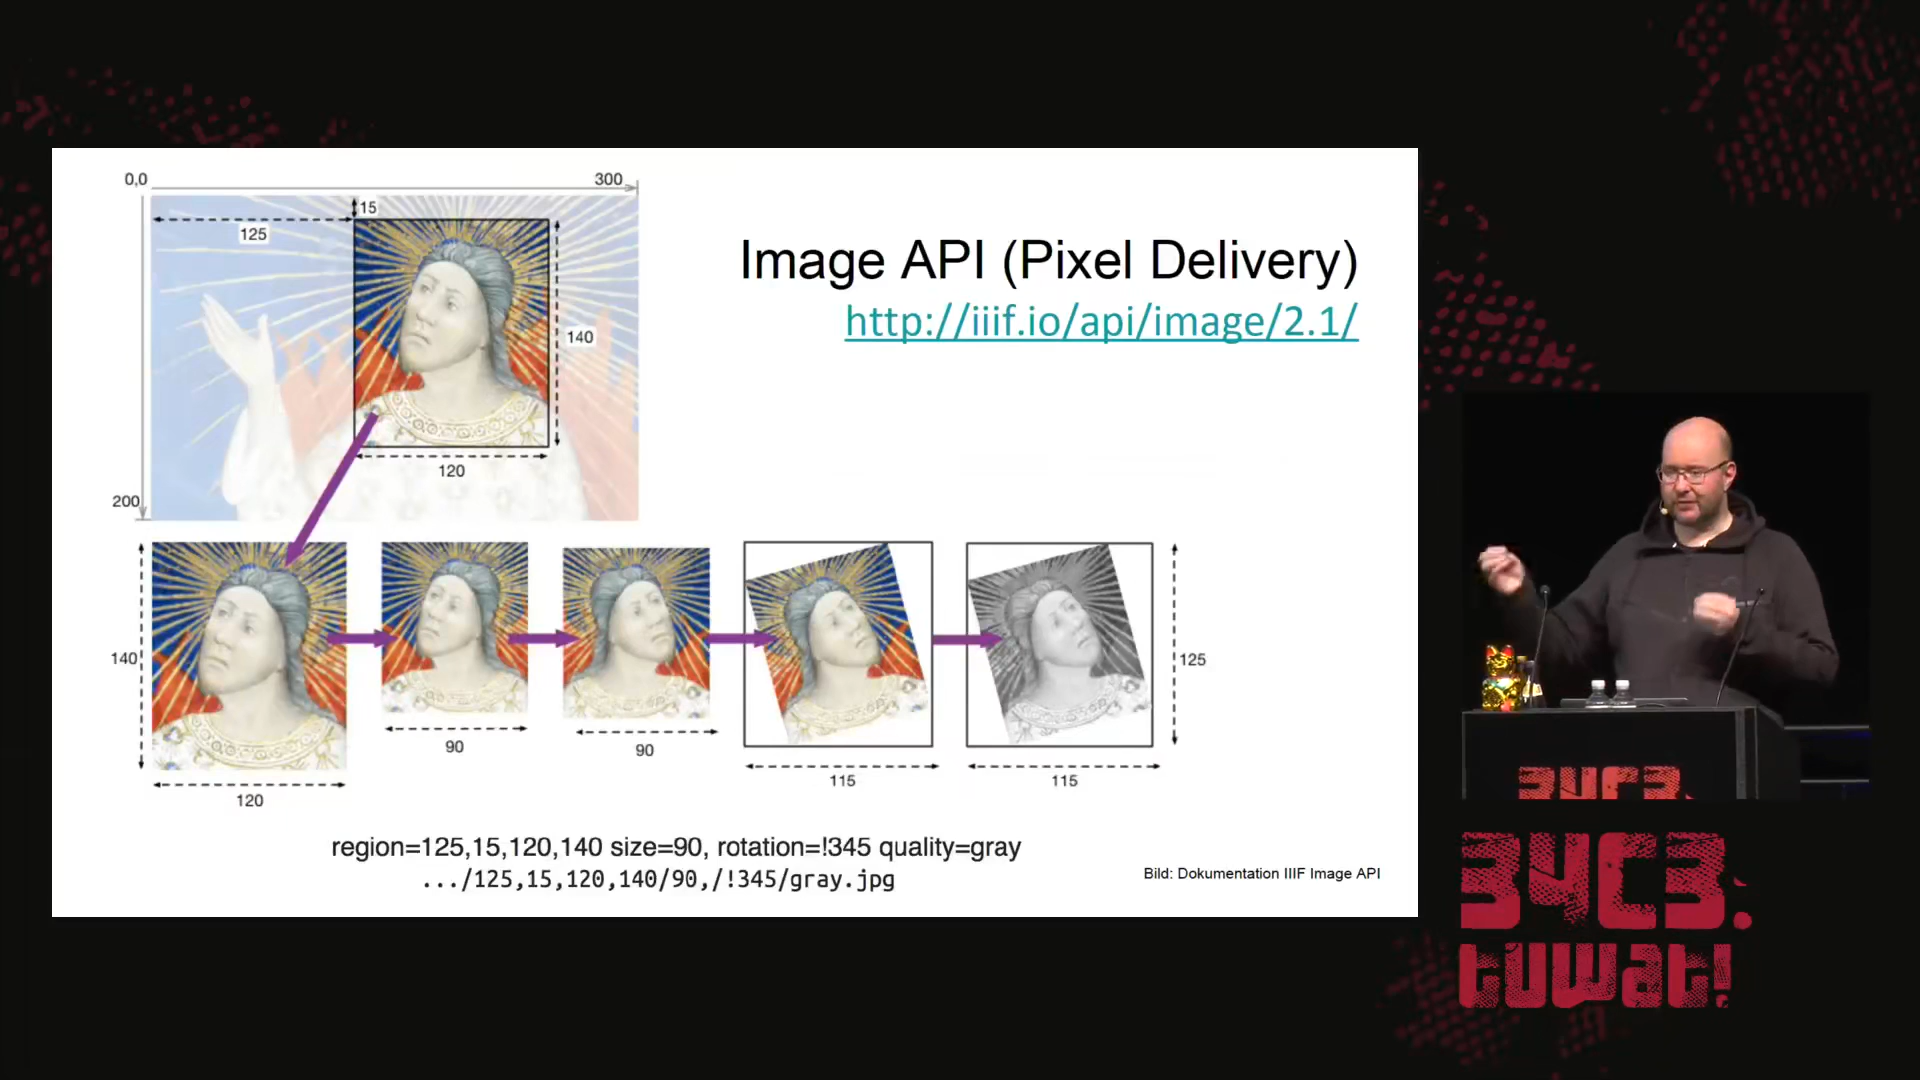 0,0
300
15
125
140
120
200
Image API (Pixel Delivery)
http://iiif.io/api/image/2.1/
140
120
90
90
115
115
125
region=125,15,120,140 size=90, rotation=!345 quality=gray
.../125,15,120,140/90,/!345/gray.jpg
Bild: Dokumentation IIIF Image API
34C3.
34C3.
tuwat!